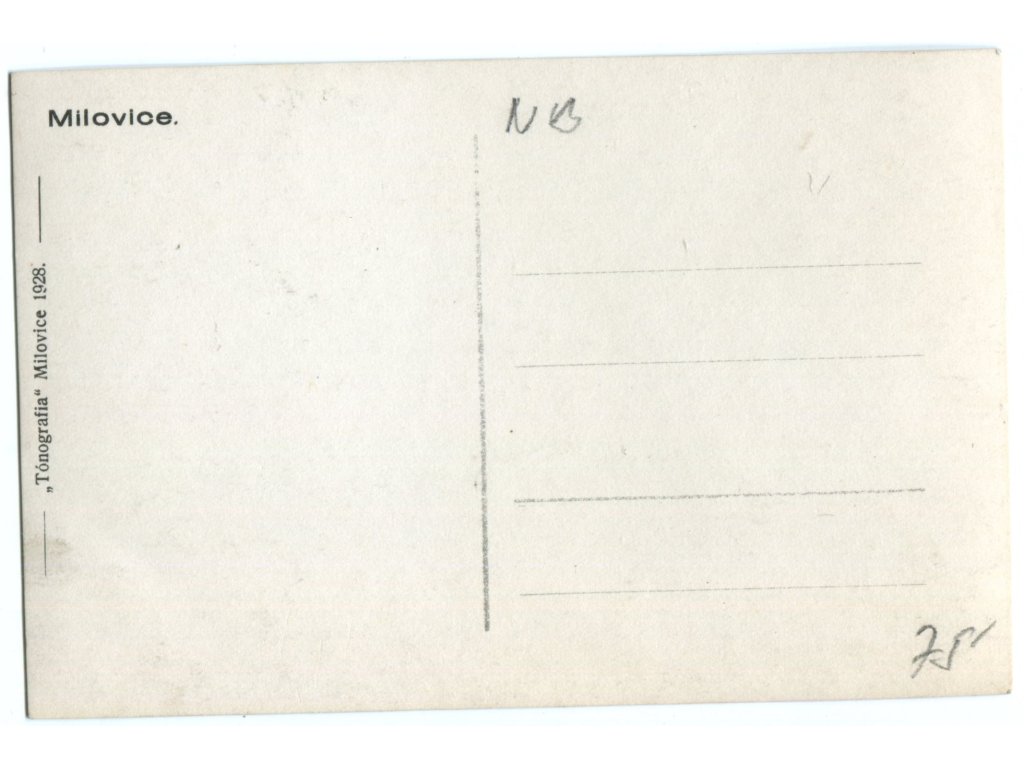 Milovice.
NB
„Tónografia“ Milovice 1928.
75